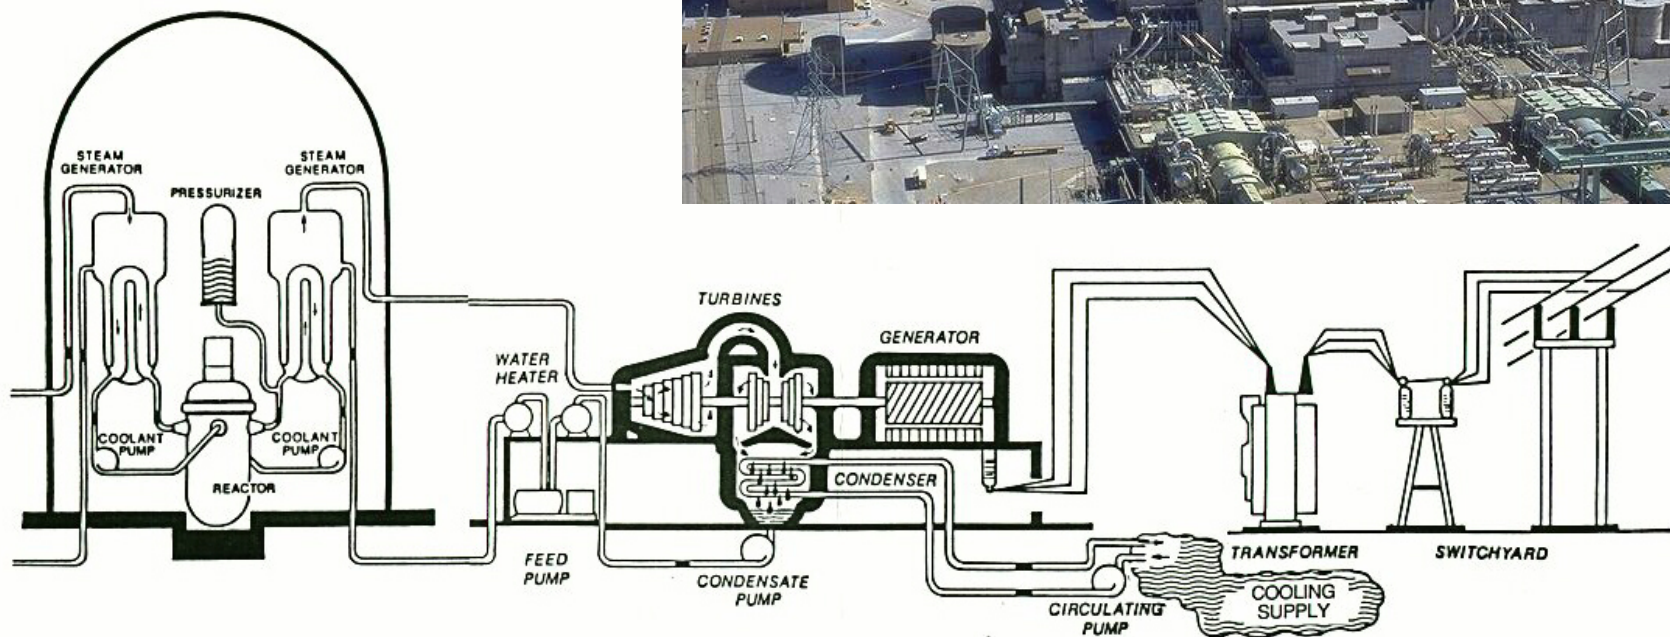 STEAM
GENERATOR
STEAM
GENERATOR
PRESSURIZER
COOLANT
PUMP
COOLANT
PUMP
REACTOR
TURBINES
GENERATOR
WATER
HEATER
CONDENSER
FEED
PUMP
CONDENSATE
PUMP
CIRCULATING
PUMP
COOLING
SUPPLY
TRANSFORMER
SWITCHYARD